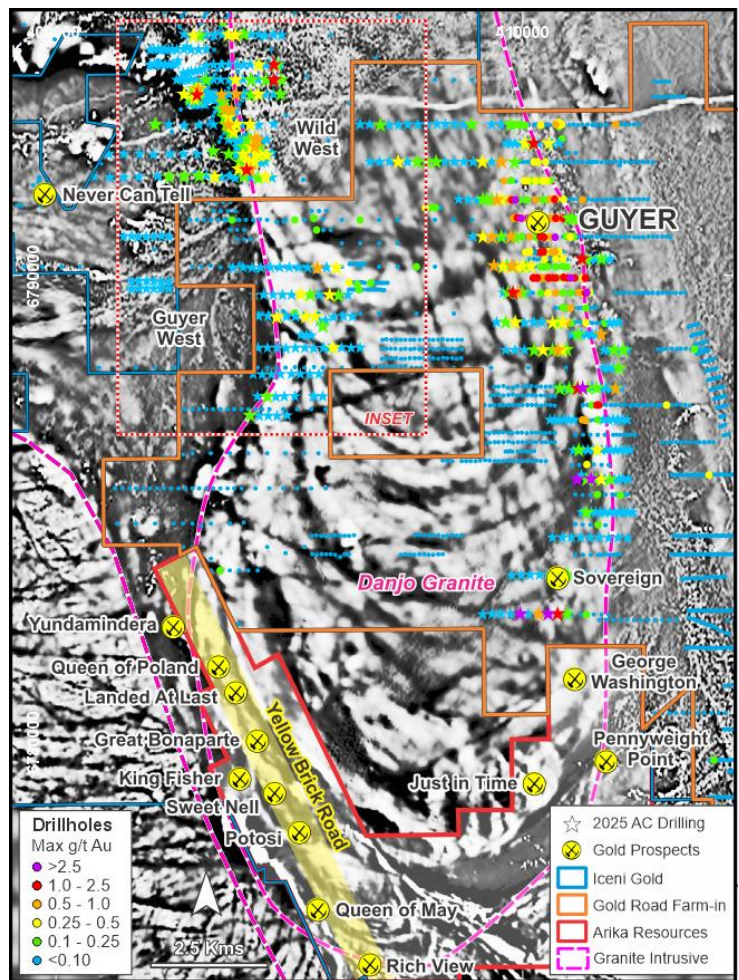 410000
Wild
West
Never Can Tell
GUYER
6790000
Guyer
West
INSET
Danjo Granite
Sovereign
Yundamindera
Queen of Poland
George
Washington
Landed At Last
Yellow Brick Road
Great Bonaparte
Pennyweight
Point
King Fisher
Just in Time
Sweet Nell
Potosi
Queen of May
Rich View
Drillholes
Max g/t Au
>2.5
1.0 - 2.5
0.5 - 1.0
0.25 - 0.5
0.1 - 0.25
<0.10
2.5 Kms
2025 AC Drilling
Gold Prospects
Iceni Gold
Gold Road Farm-in
Arika Resources
Granite Intrusive